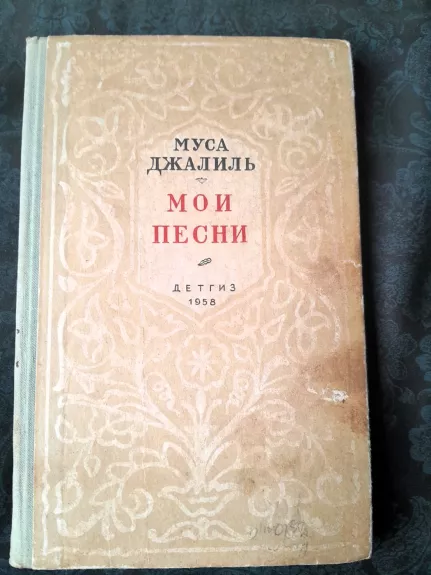 МУСА
ДЖАЛИЛЬ
МОИ
ПЕСНИ
ДЕТГИЗ
1958